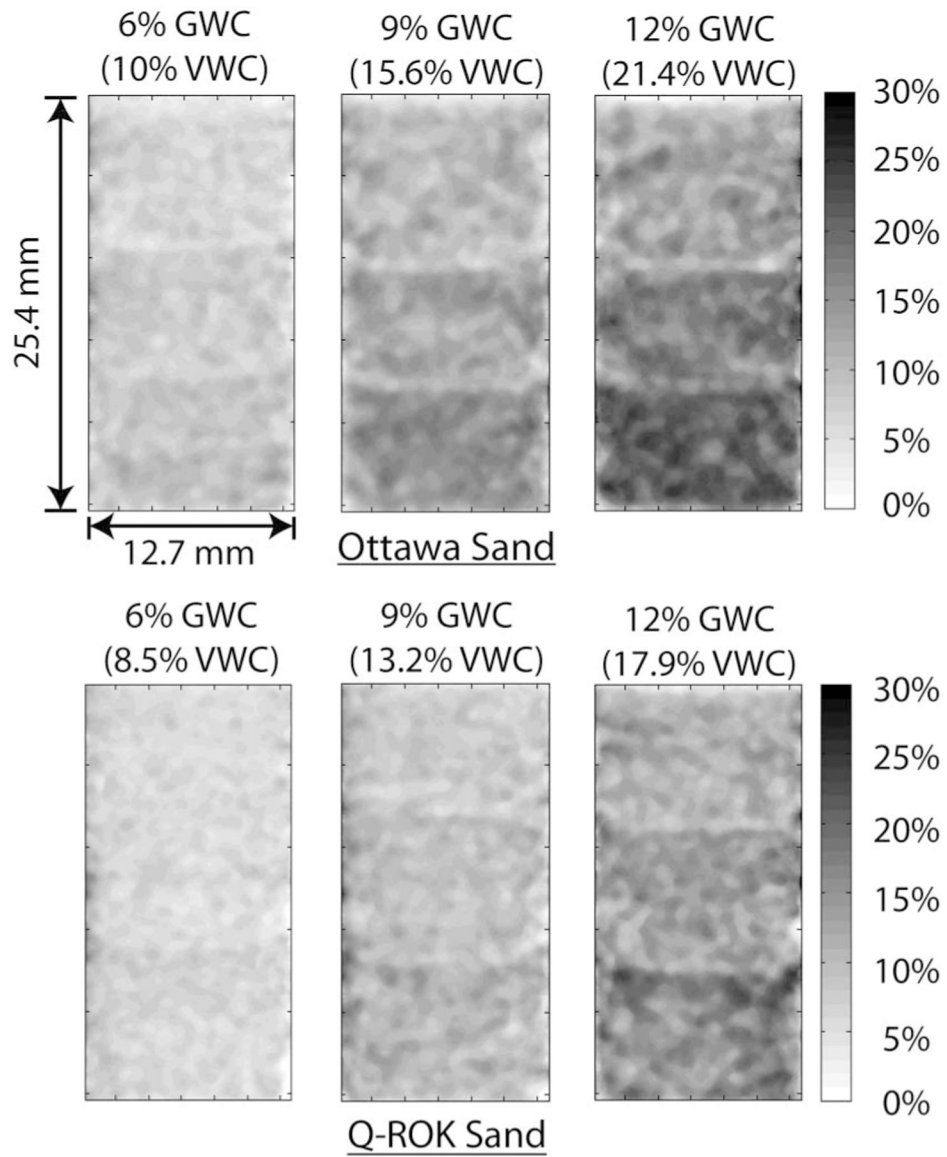 6% GWC
(10% VWC)
9% GWC
(15.6% VWC)
12% GWC
(21.4% VWC)
30%
25%
20%
15%
10%
5%
0%
25.4 mm
12.7 mm
Ottawa Sand
6% GWC
(8.5% VWC)
9% GWC
(13.2% VWC)
12% GWC
(17.9% VWC)
30%
25%
20%
15%
10%
5%
0%
Q-ROK Sand